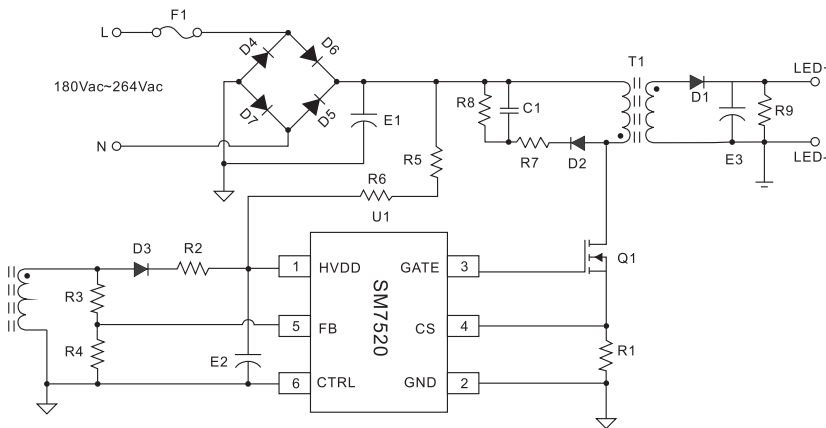 F1
L
D4
D6
T1
LED-
180Vac~264Vac
R8
C1
D1
R9
E1
D7
D5
N
R7
D2
E3
LED-
R5
R6
U1
D3
R2
1
HVDD
GATE
3
Q1
R3
SM7520
5
FB
CS
4
R4
E2
R1
6
CTRL
GND
2